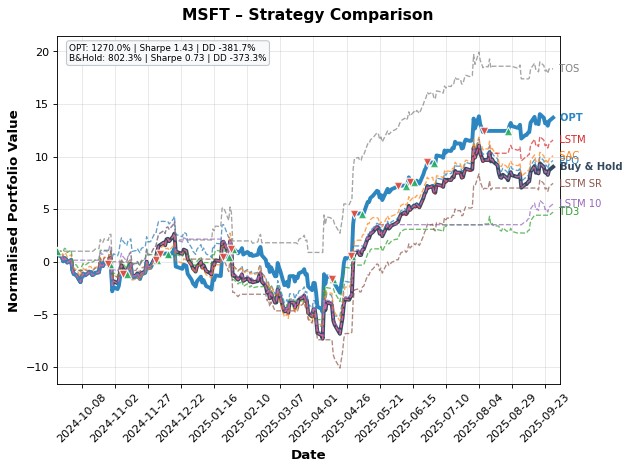 MSFT – Strategy Comparison
OPT: 1270.0% | Sharpe 1.43 | DD -381.7%
B&Hold: 802.3% | Sharpe 0.73 | DD -373.3%
Normalised Portfolio Value
20
15
10
5
0
−5
−10
TOS
OPT
LSTM
Buy & Hold
LSTM SR
LSTM 10
TD3
2024-10-08
2024-11-02
2024-11-27
2024-12-22
2025-01-16
2025-02-10
2025-03-07
2025-04-01
2025-04-26
2025-05-21
2025-06-15
2025-07-10
2025-08-04
2025-08-29
2025-09-23
Date